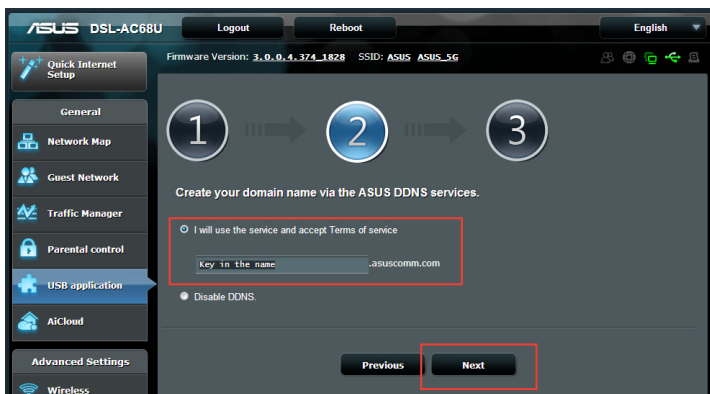 ASUS DSL-AC68U Logout Reboot English
Quick Internet Setup
Firmware Version: 3.0.0.4.374_1828 SSID: ASUS ASUS_5G
General
Network Map
Guest Network
Traffic Manager
Parental control
USB application
AiCloud
Advanced Settings
Wireless
1 2 3
Create your domain name via the ASUS DDNS services.
I will use the service and accept Terms of service
Key in the name .asuscomm.com
Disable DDNS.
Previous Next